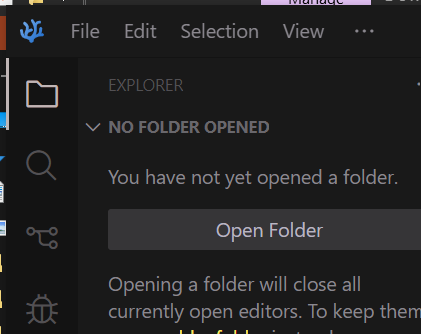 Manage
File Edit Selection View ...
EXPLORER
NO FOLDER OPENED
You have not yet opened a folder.
Open Folder
Opening a folder will close all
currently open editors. To keep them